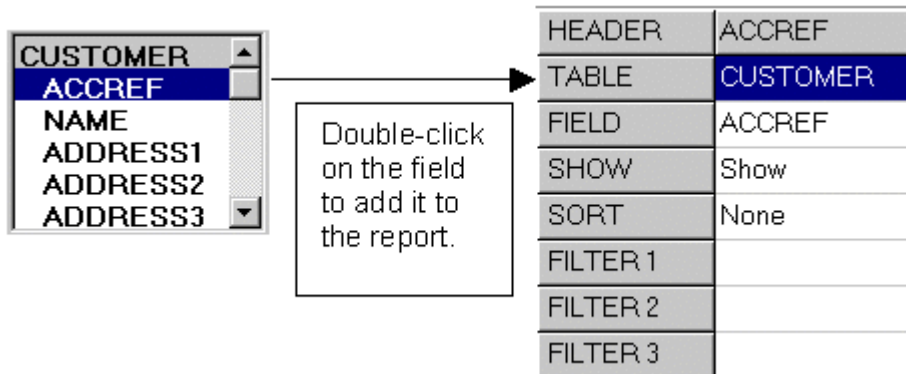 CUSTOMER
ACCREF
NAME
ADDRESS1
ADDRESS2
ADDRESS3
Double-click
on the field
to add it to
the report.
HEADER ACCREF
TABLE CUSTOMER
FIELD ACCREF
SHOW Show
SORT None
FILTER 1
FILTER 2
FILTER 3